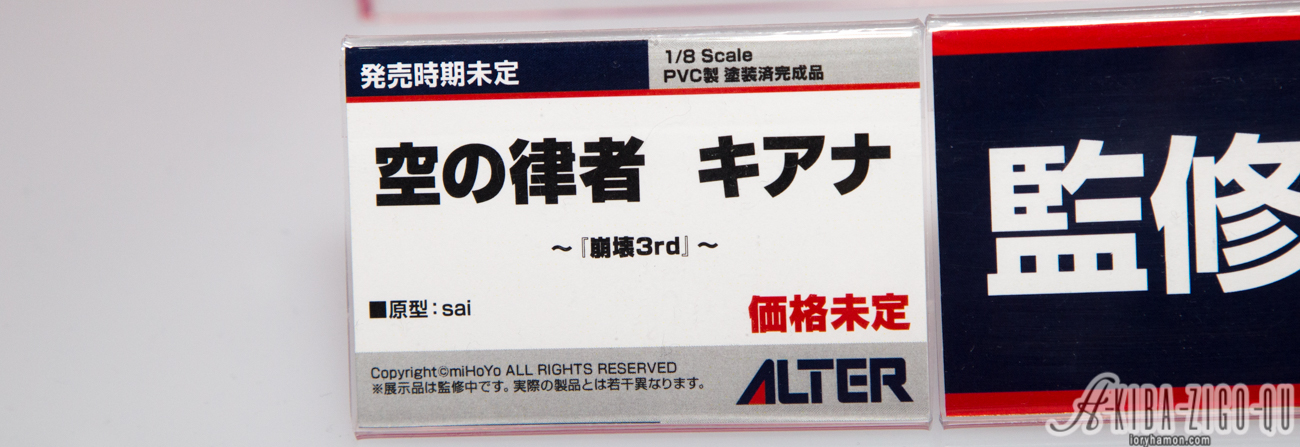 発売時期未定
1/8 Scale
PVC製 塗装済完成品
空の律者 キアナ
～『崩壊3rd』～
■原型：sai
価格未定
Copyright©miHoYo ALL RIGHTS RESERVED
※展示品は監修中です。実際の製品とは若干異なります。
ALTER
監修
A-KIBA-ZIGO-QU
loryhamon.com